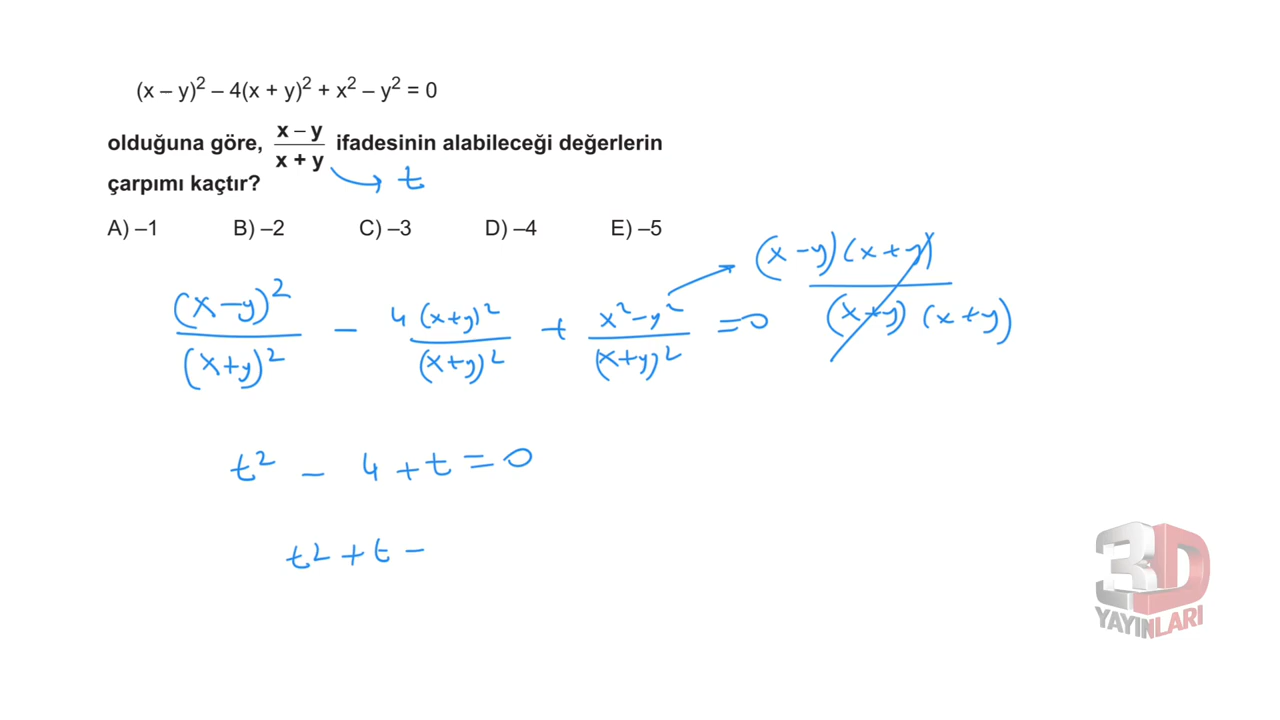 (x – y)² – 4(x + y)² + x² – y² = 0
olduğuna göre, (x – y)/(x + y) ifadesinin alabileceği değerlerin
çarpımı kaçtır?
→ t
A) –1 B) –2 C) –3 D) –4 E) –5
(x-y)²/(x+y)² - 4(x+y)²/(x+y)² + (x²-y²)/(x+y)² = 0 → (x-y)(x+y)/(x+y)(x+y)
t² - 4 + t = 0
t² + t -
3D
YAYINLARI